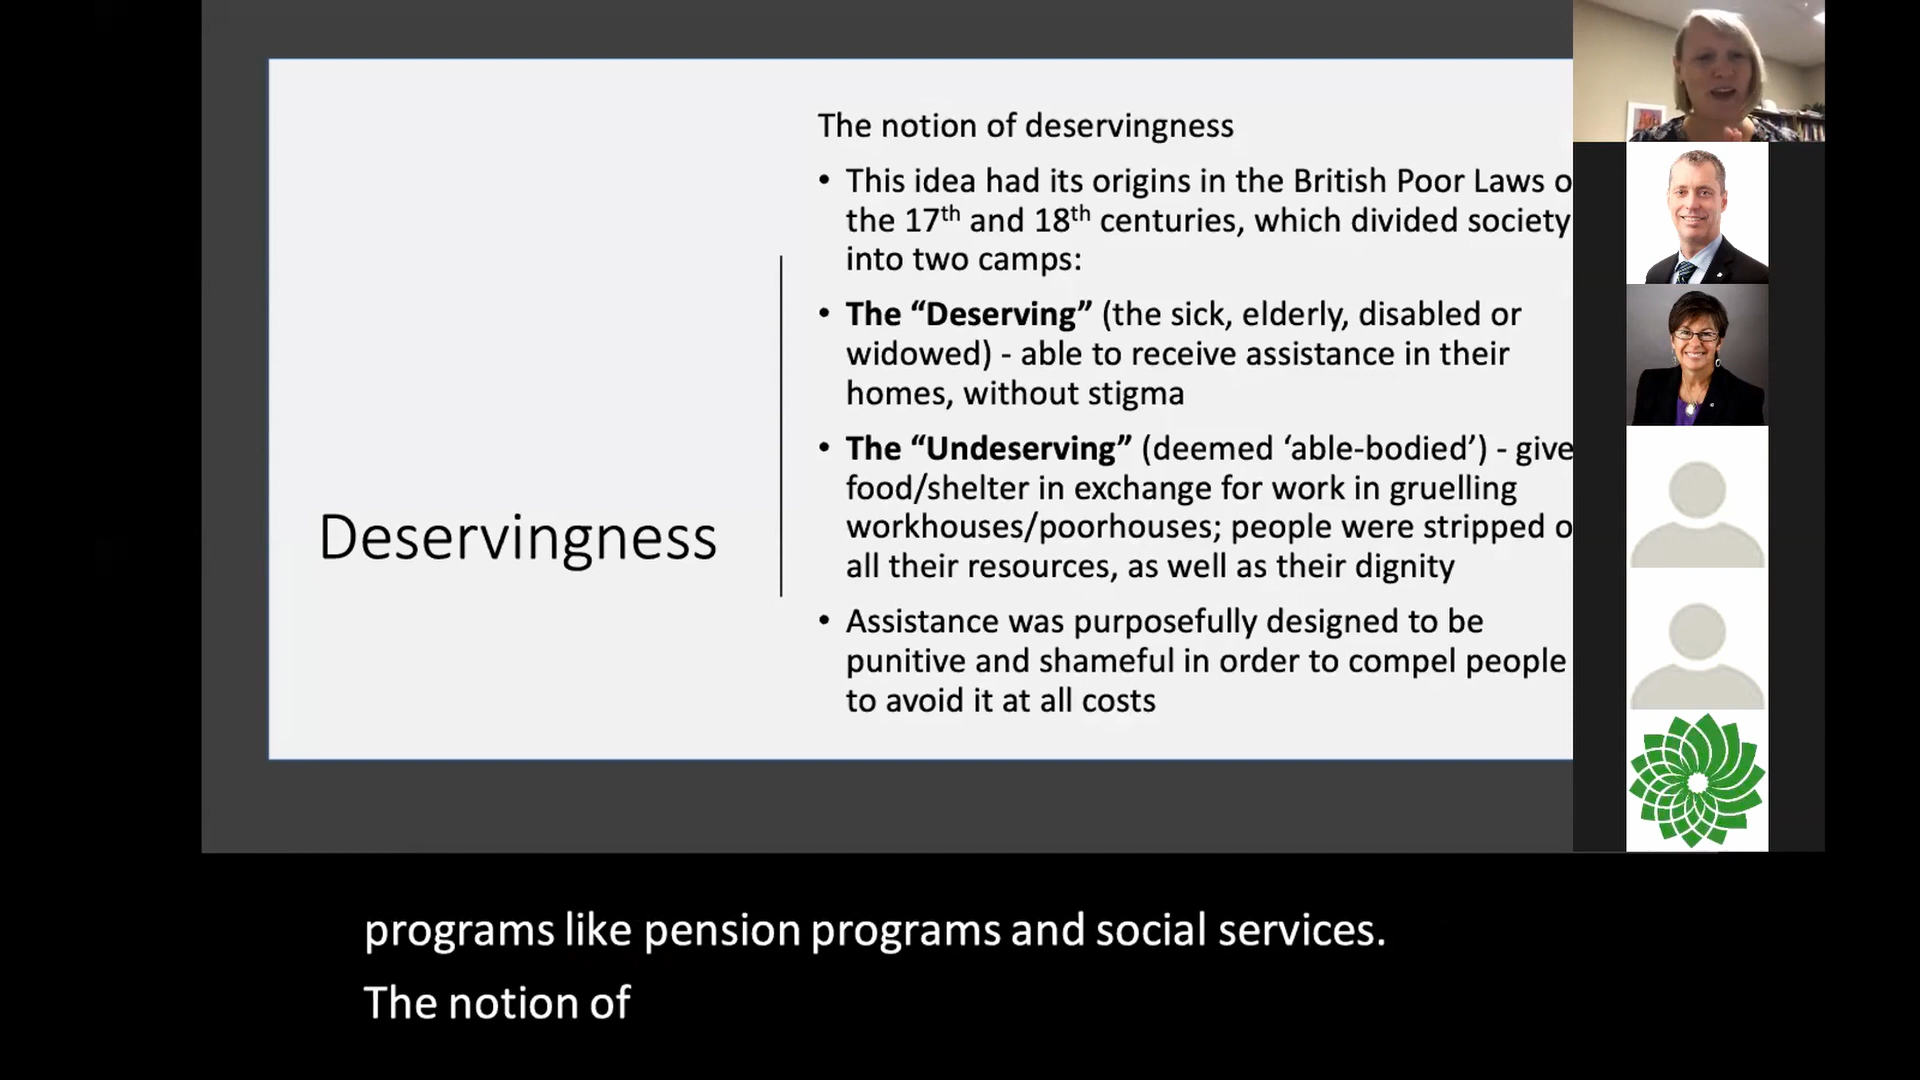 The notion of deservingness
• This idea had its origins in the British Poor Laws o
the 17th and 18th centuries, which divided society
into two camps:
• The “Deserving” (the sick, elderly, disabled or
widowed) - able to receive assistance in their
homes, without stigma
• The “Undeserving” (deemed ‘able-bodied’) - give
food/shelter in exchange for work in gruelling
workhouses/poorhouses; people were stripped o
all their resources, as well as their dignity
• Assistance was purposefully designed to be
punitive and shameful in order to compel people
to avoid it at all costs
Deservingness
programs like pension programs and social services.
The notion of